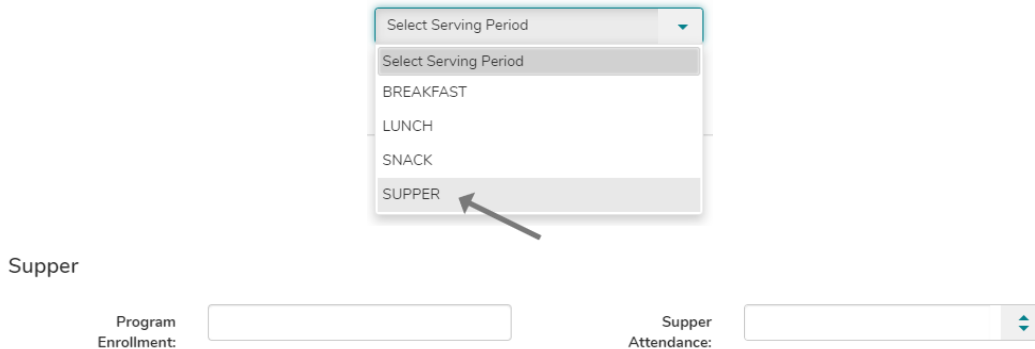 Select Serving Period
Select Serving Period
BREAKFAST
LUNCH
SNACK
SUPPER
Supper
Program
Enrollment:
Supper
Attendance: